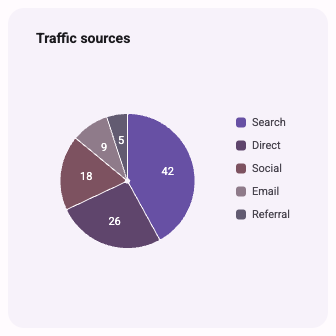 Traffic sources
42
26
18
9
5
Search
Direct
Social
Email
Referral